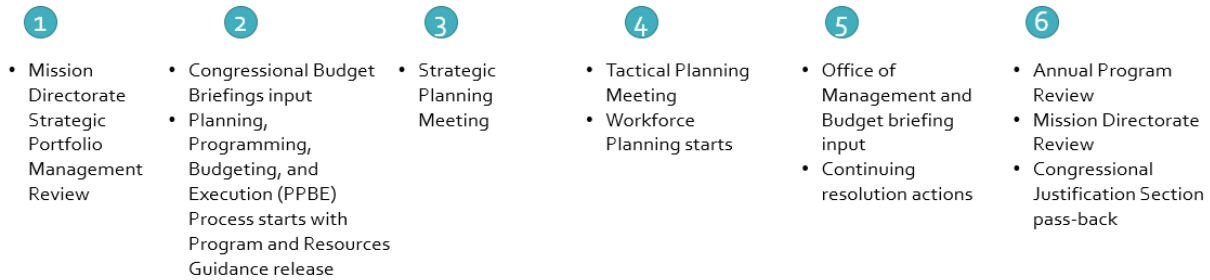 1
• Mission
Directorate
Strategic
Portfolio
Management
Review
2
• Congressional Budget
Briefings input
• Planning,
Programming,
Budgeting, and
Execution (PPBE)
Process starts with
Program and Resources
Guidance release
3
• Strategic
Planning
Meeting
4
• Tactical Planning
Meeting
• Workforce
Planning starts
5
• Office of
Management and
Budget briefing
input
• Continuing
resolution actions
6
• Annual Program
Review
• Mission Directorate
Review
• Congressional
Justification Section
pass-back